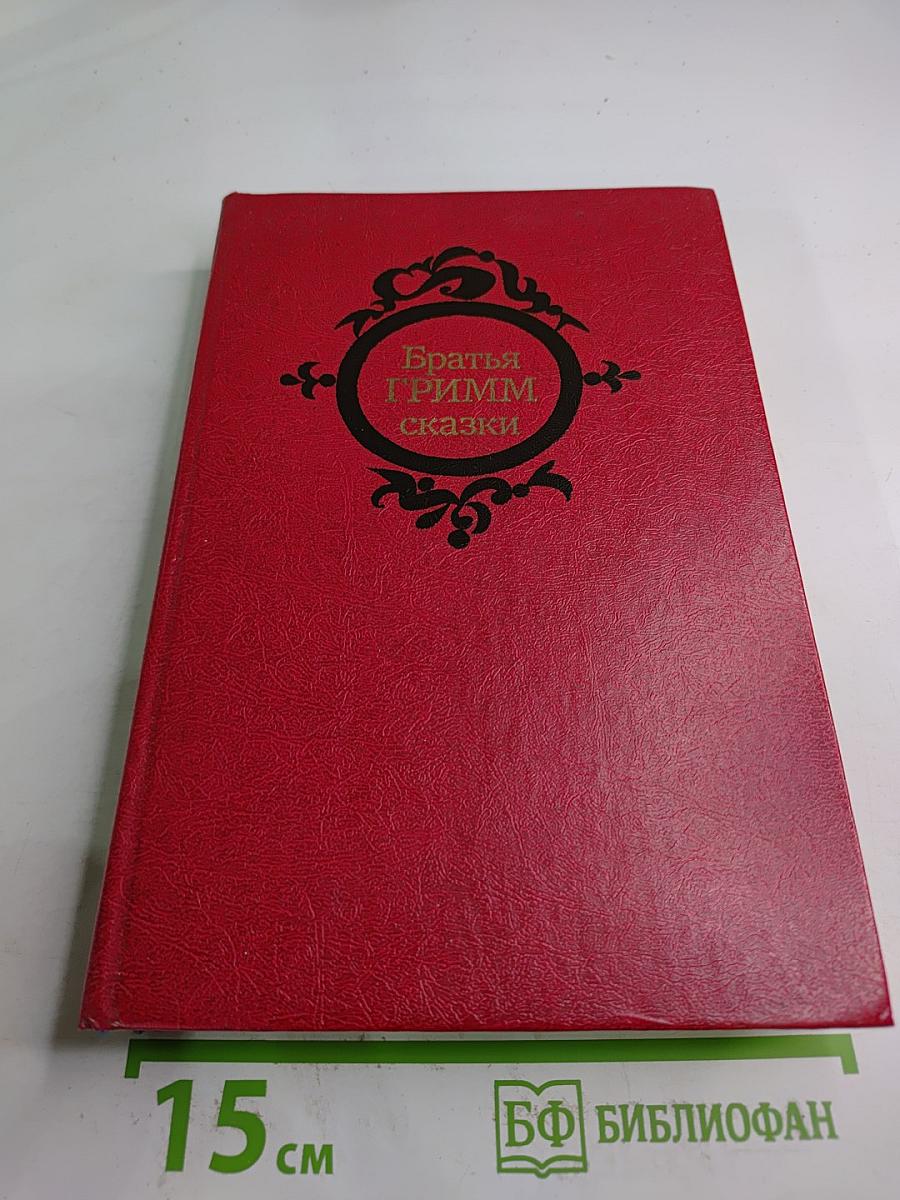 Братья
ГРИММ
сказки
15 см
БФ БИБЛИОФАН